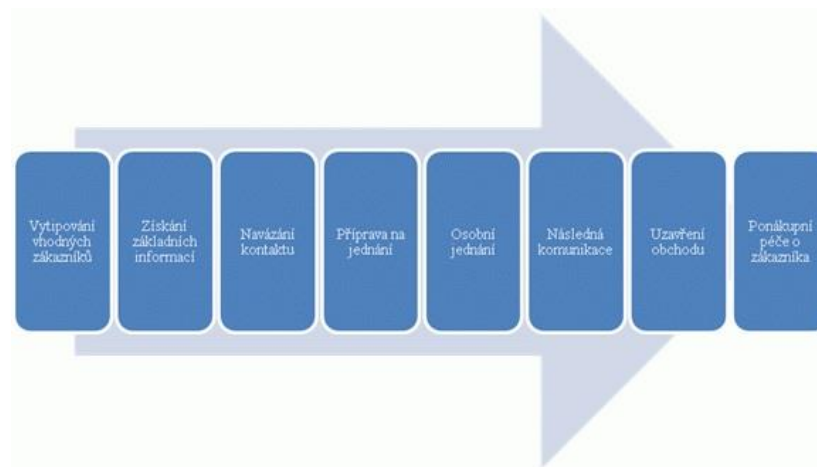 Vytipování
vhodných
zákazníků
Získání
základních
informací
Navázání
kontaktu
Příprava na
jednání
Osobní
jednání
Následná
komunikace
Uzavření
obchodu
Ponákupní
péče o
zákazníka